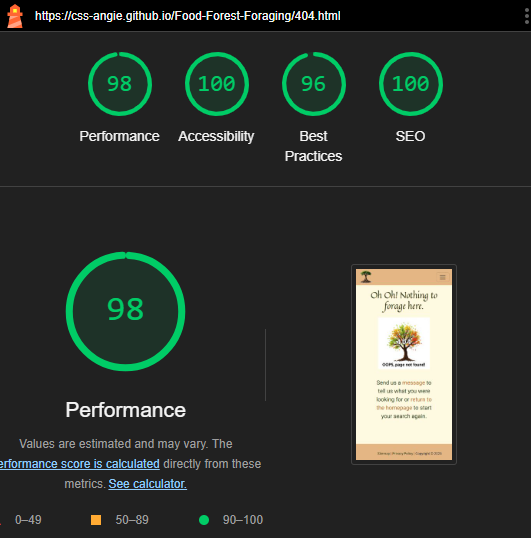 https://css-angie.github.io/Food-Forest-Foraging/404.html
98 100 96 100
Performance Accessibility Best Practices SEO
98
Performance
Values are estimated and may vary. The
erformance score is calculated directly from these
metrics. See calculator.
0–49 50–89 90–100
Oh Oh! Nothing to
forage here.
404
OOPS, page not found!
Send us a message to
tell us what you were
looking for or return to
the homepage to start
your search again.